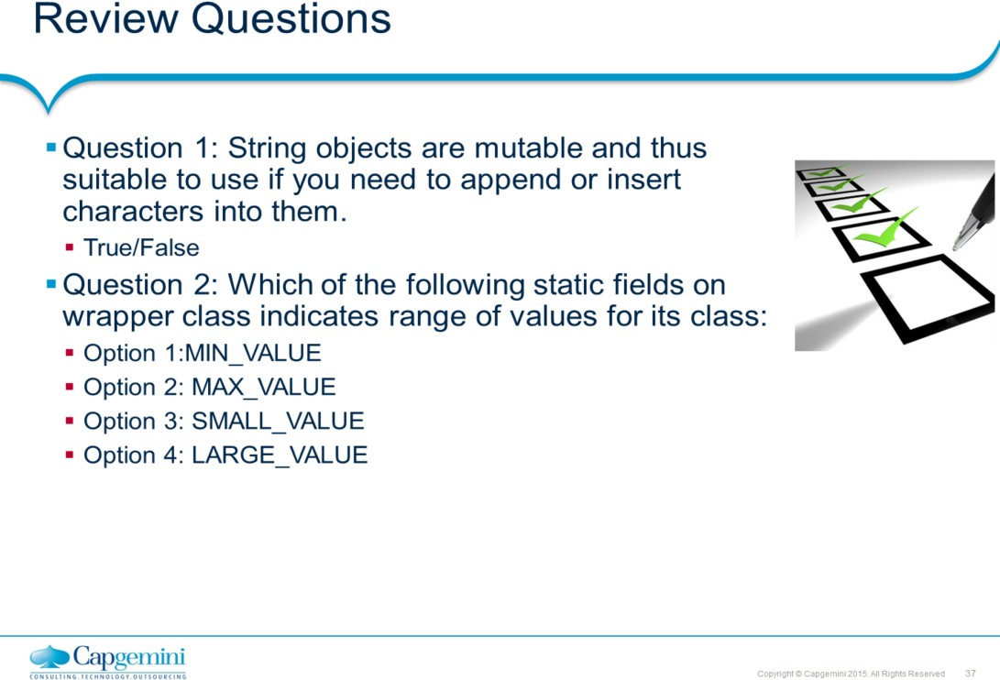 Review Questions
Question 1: String objects are mutable and thus
suitable to use if you need to append or insert
characters into them.
True/False
Question 2: Which of the following static fields on
wrapper class indicates range of values for its class:
Option 1:MIN_VALUE
Option 2: MAX_VALUE
Option 3: SMALL_VALUE
Option 4: LARGE_VALUE
Capgemini
CONSULTING.TECHNOLOGY.OUTSOURCING
Copyright © Capgemini 2015. All Rights Reserved 37